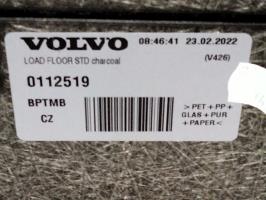 VOLVO 08:46:41 23.02.2022
LOAD FLOOR STD charcoal (V426)
0112519
BPTMB
CZ
>PET+PP+
GLAS+PUR
+PAPER<